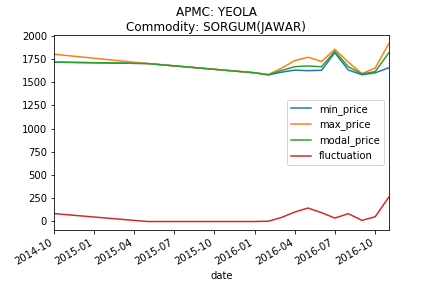 APMC: YEOLA
Commodity: SORGUM(JAWAR)
2000
1750
1500
1250
1000
750
500
250
0
min_price
max_price
modal_price
fluctuation
2014-10
2015-01
2015-04
2015-07
2015-10
2016-01
2016-04
2016-07
2016-10
date